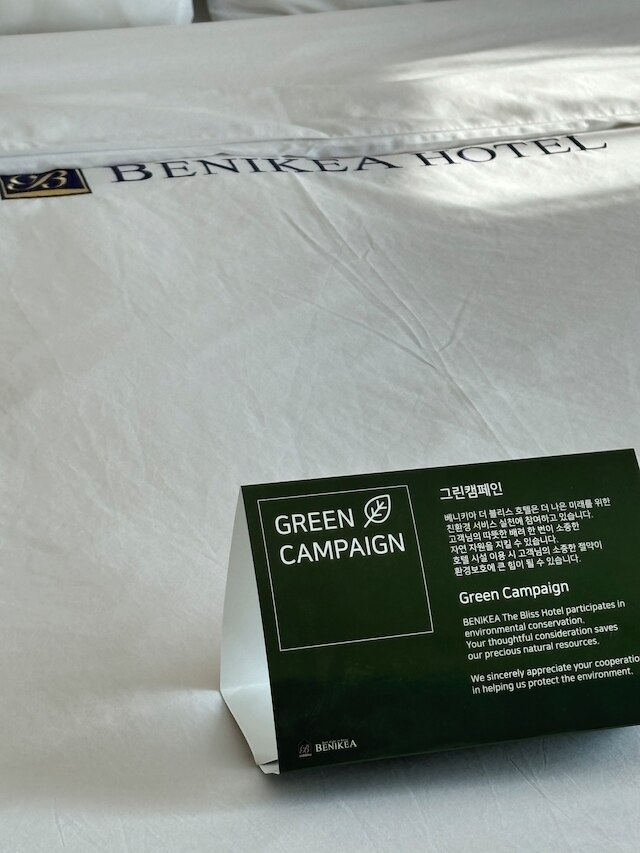 BENIKEA HOTEL
GREEN
CAMPAIGN
그린캠페인
베니키아 더 블리스 호텔은 더 나은 미래를 위한
친환경 서비스 실천에 참여하고 있습니다.
고객님의 따뜻한 배려 한 번이 소중한
자연 자원을 지킬 수 있습니다.
호텔 시설 이용 시 고객님의 소중한 절약이
환경보호에 큰 힘이 될 수 있습니다.
Green Campaign
BENIKEA The Bliss Hotel participates in
environmental conservation.
Your thoughtful consideration saves
our precious natural resources.
We sincerely appreciate your cooperatio
in helping us protect the environment.
BENIKEA